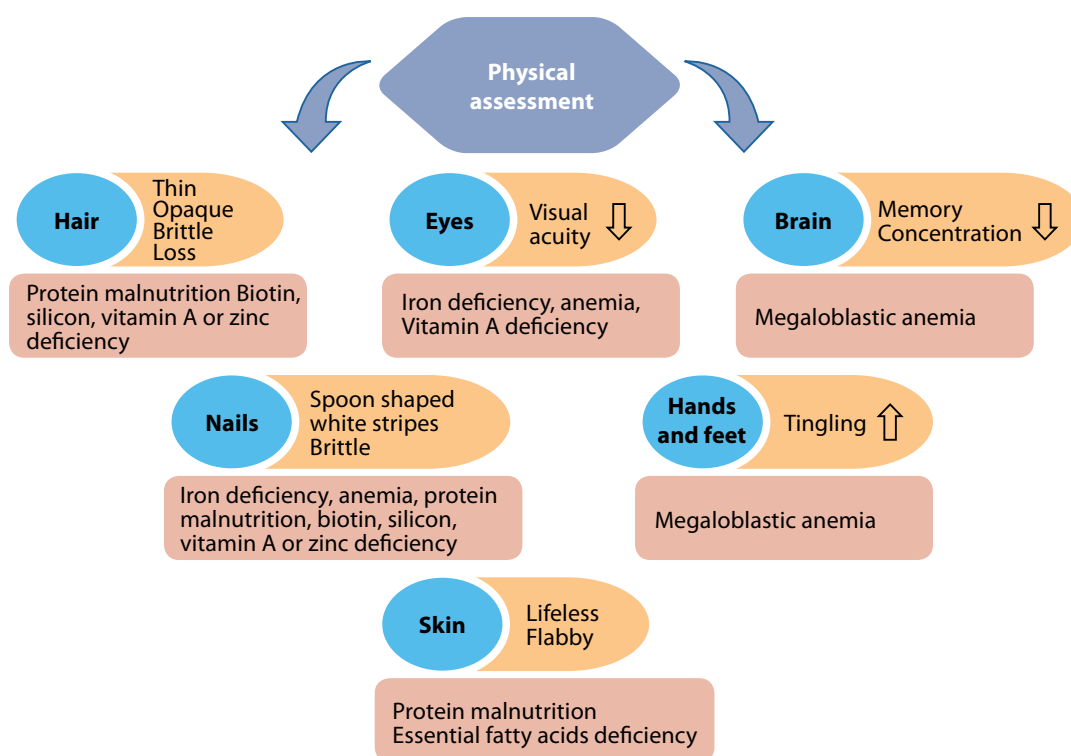 Physical
assessment
Hair
Thin
Opaque
Brittle
Loss
Protein malnutrition Biotin,
silicon, vitamin A or zinc
deficiency
Eyes
Visual
acuity
Iron deficiency, anemia,
Vitamin A deficiency
Brain
Memory
Concentration
Megaloblastic anemia
Nails
Spoon shaped
white stripes
Brittle
Iron deficiency, anemia, protein
malnutrition, biotin, silicon,
vitamin A or zinc deficiency
Hands
and feet
Tingling
Megaloblastic anemia
Skin
Lifeless
Flabby
Protein malnutrition
Essential fatty acids deficiency